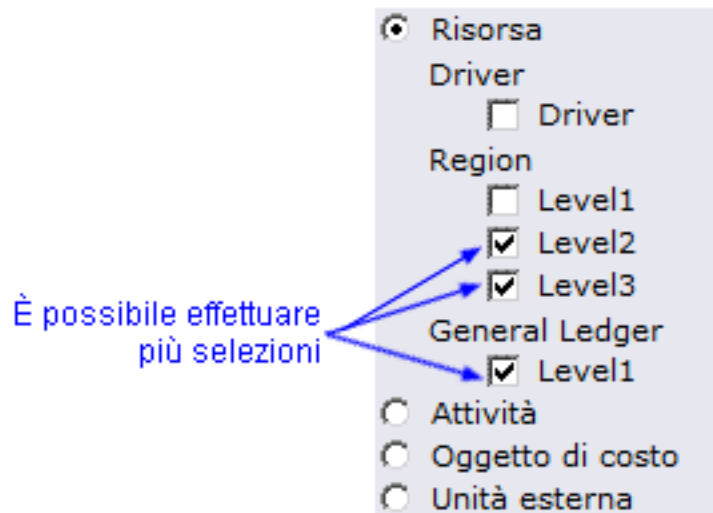 Risorsa
Driver
Driver
Region
Level1
Level2
Level3
È possibile effettuare
più selezioni
General Ledger
Level1
Attività
Oggetto di costo
Unità esterna